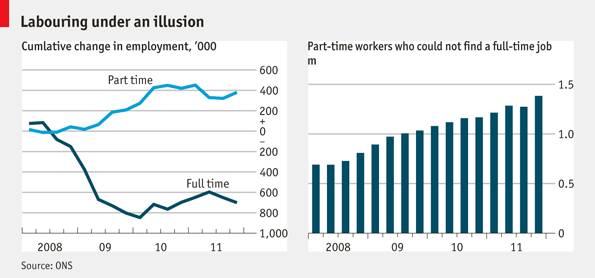 Labouring under an illusion
Cumlative change in employment, ’000
Part time
600
400
200
+
0
–
200
400
600
800
1,000
Full time
2008 09 10 11
Source: ONS
Part-time workers who could not find a full-time job
m
1.5
1.0
0.5
0
2008 09 10 11